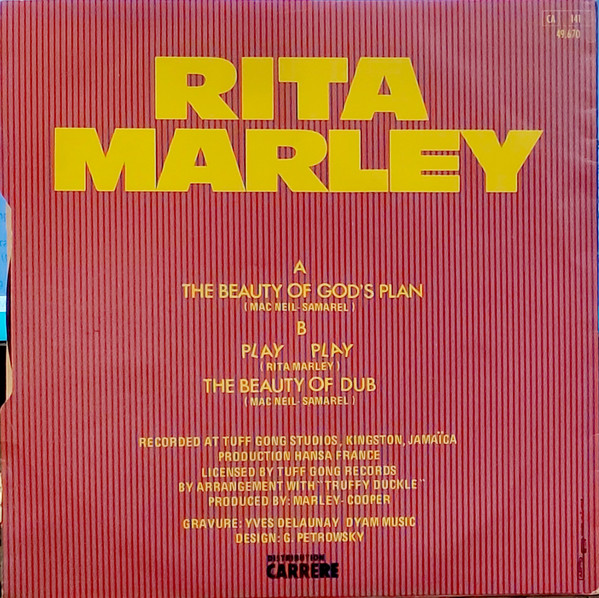 CA 141
49.670
RITA
MARLEY
A
THE BEAUTY OF GOD'S PLAN
(MAC NEIL-SAMAREL)
B
PLAY PLAY
(RITA MARLEY)
THE BEAUTY OF DUB
(MAC NEIL-SAMAREL)
RECORDED AT TUFF GONG STUDIOS, KINGSTON, JAMAÏCA
PRODUCTION HANSA FRANCE
LICENSED BY TUFF GONG RECORDS
BY ARRANGEMENT WITH "TRUFFY DUCKLE"
PRODUCED BY: MARLEY-COOPER
GRAVURE: YVES DELAUNAY DYAM MUSIC
DESIGN: G. PETROWSKY
DISTRIBUTION
CARRERE